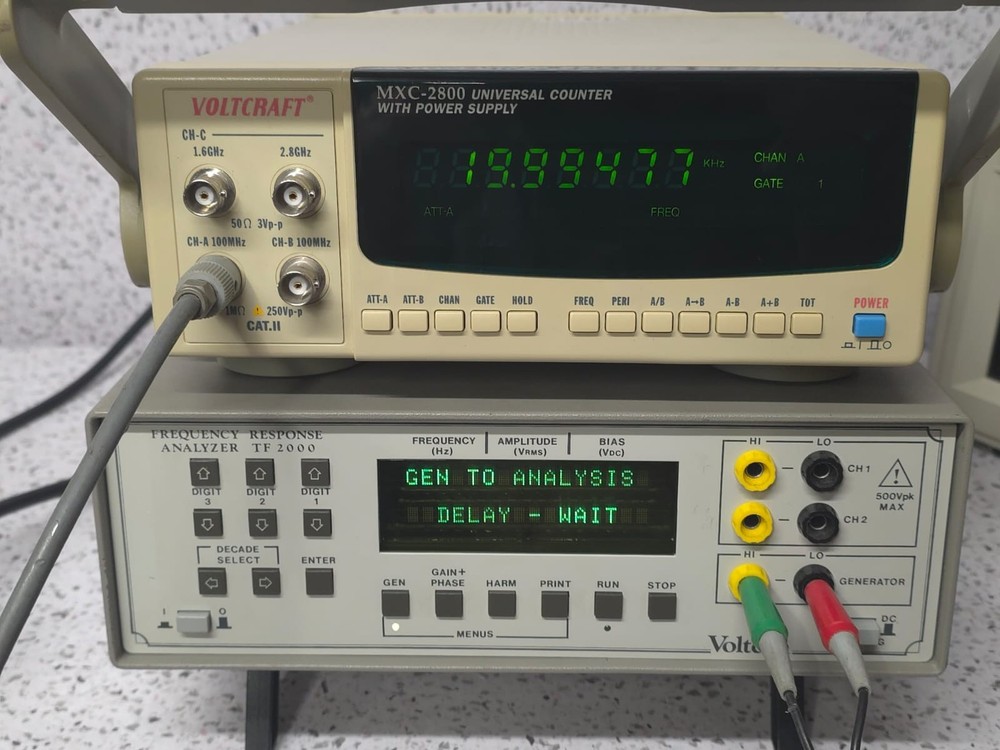 VOLTCRAFT®
CH-C
1.6GHz
2.8GHz
50Ω 3Vp-p
CH-A 100MHz
CH-B 100MHz
1MΩ
250Vp-p
CAT.II
MXC-2800 UNIVERSAL COUNTER
WITH POWER SUPPLY
19.99477
KHz
CHAN A
GATE 1
ATT-A
FREQ
ATT-A ATT-B CHAN GATE HOLD
FREQ PERI A/B A→B A-B A+B TOT
POWER
I O
FREQUENCY RESPONSE
ANALYZER TF 2000
DIGIT 3
DIGIT 2
DIGIT 1
DECADE
SELECT
ENTER
I O
FREQUENCY (Hz)
AMPLITUDE (VRMS)
BIAS (VDC)
GEN TO ANALYSIS
DELAY - WAIT
GEN
GAIN+
PHASE
HARM
PRINT
RUN
STOP
MENUS
HI LO
CH 1
500Vpk
MAX
CH 2
HI LO
GENERATOR
DC